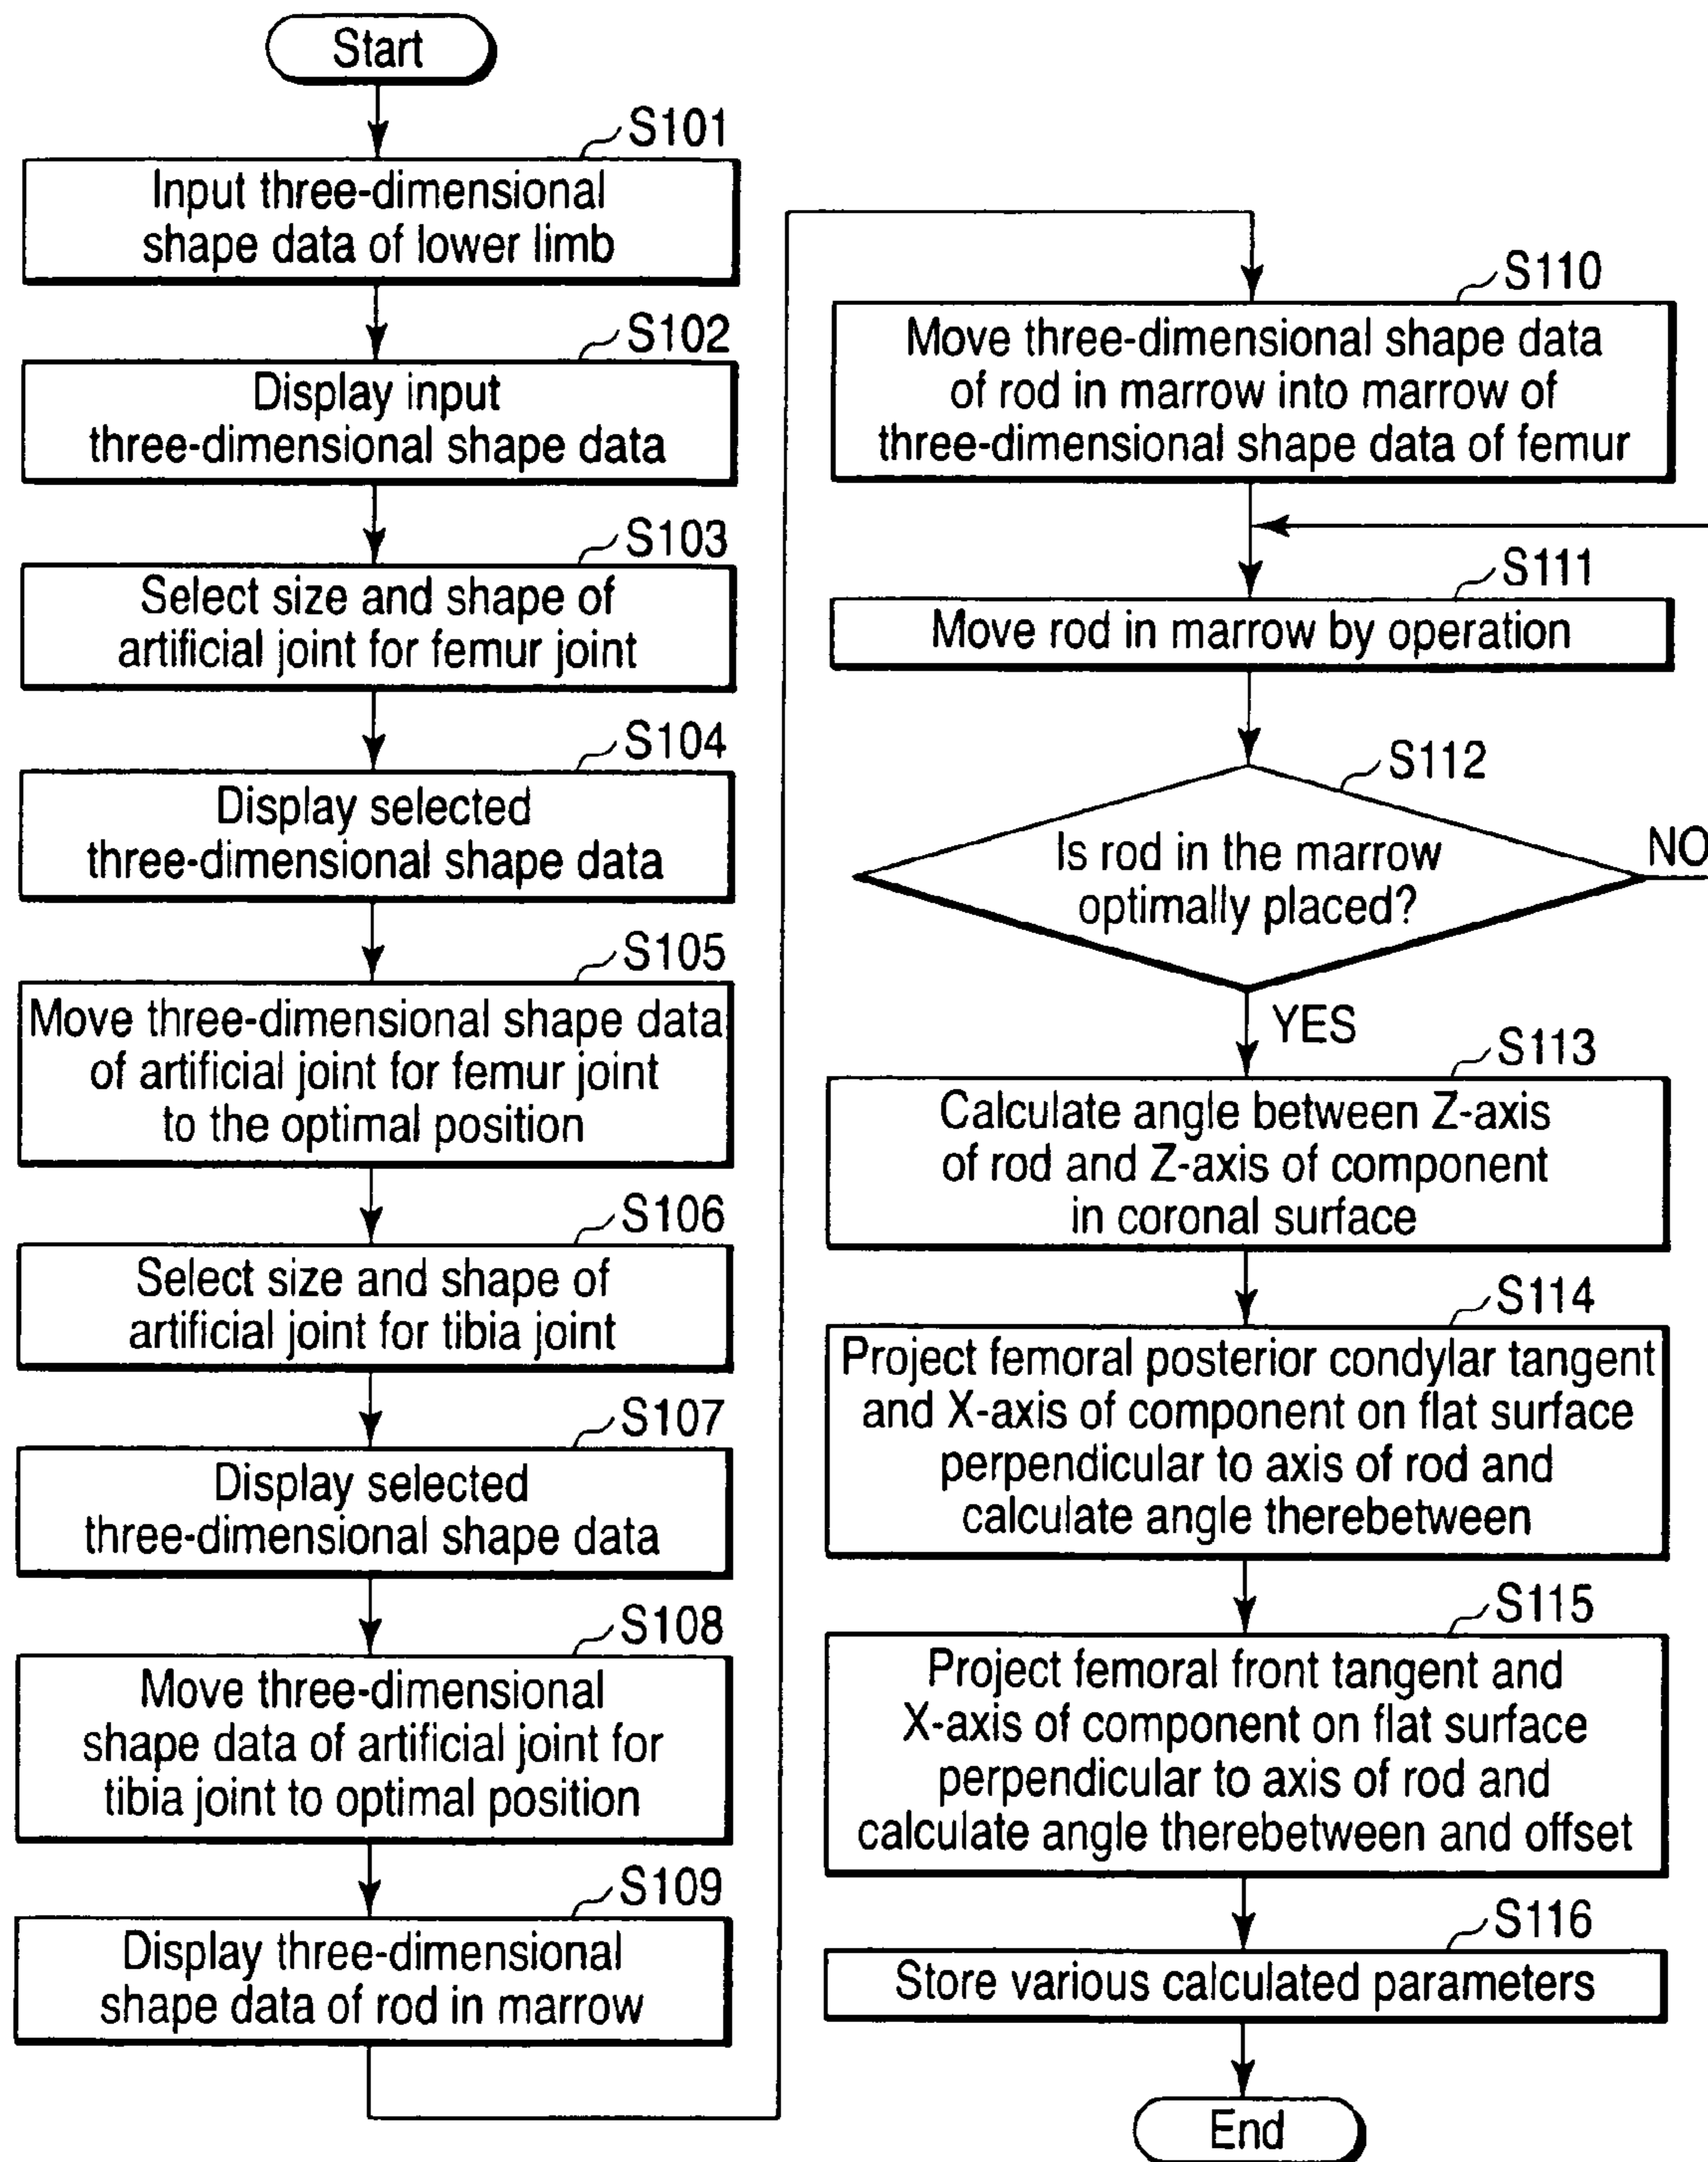 Start
S101
Input three-dimensional
shape data of lower limb
S102
Display input
three-dimensional shape data
S103
Select size and shape of
artificial joint for femur joint
S104
Display selected
three-dimensional shape data
S105
Move three-dimensional shape data
of artificial joint for femur joint
to the optimal position
S106
Select size and shape of
artificial joint for tibia joint
S107
Display selected
three-dimensional shape data
S108
Move three-dimensional
shape data of artificial joint for
tibia joint to optimal position
S109
Display three-dimensional
shape data of rod in marrow
S110
Move three-dimensional shape data
of rod in marrow into marrow of
three-dimensional shape data of femur
S111
Move rod in marrow by operation
S112
Is rod in the marrow
optimally placed?
NO
YES
S113
Calculate angle between Z-axis
of rod and Z-axis of component
in coronal surface
S114
Project femoral posterior condylar tangent
and X-axis of component on flat surface
perpendicular to axis of rod and
calculate angle therebetween
S115
Project femoral front tangent and
X-axis of component on flat surface
perpendicular to axis of rod and
calculate angle therebetween and offset
S116
Store various calculated parameters
End